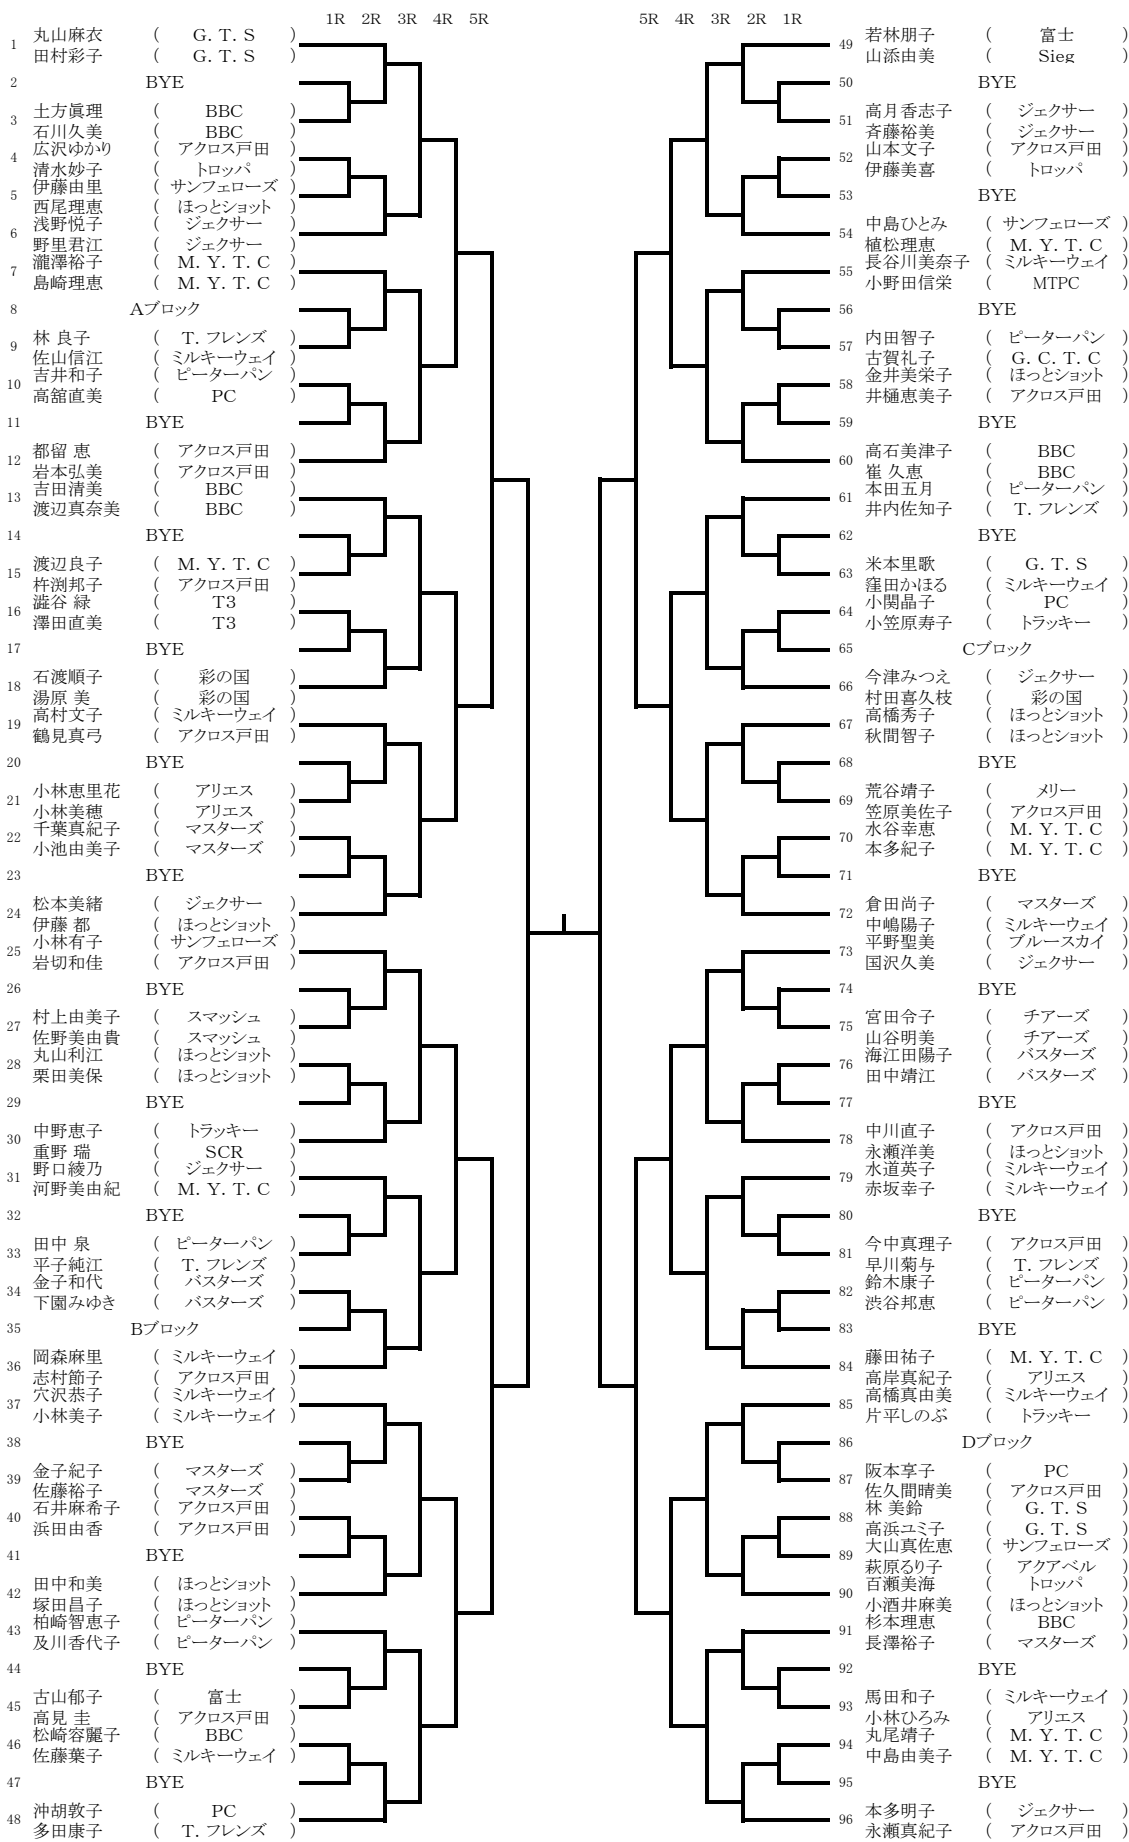 1R 2R 3R 4R 5R
1 丸山麻衣 ( G. T. S )
田村彩子 ( G. T. S )
2 BYE
3 土方眞理 ( BBC )
石川久美 ( BBC )
4 広沢ゆかり ( アクロス戸田 )
清水妙子 ( トロッパ )
5 伊藤由里 ( サンフェローズ )
西尾理恵 ( ほっとショット )
6 浅野悦子 ( ジェクサー )
野里君江 ( ジェクサー )
7 瀧澤裕子 ( M. Y. T. C )
島崎理恵 ( M. Y. T. C )
8 Aブロック
9 林 良子 ( T. フレンズ )
佐山信江 ( ミルキーウェイ )
10 吉井和子 ( ピーターパン )
高舘直美 ( PC )
11 BYE
12 都留 恵 ( アクロス戸田 )
岩本弘美 ( アクロス戸田 )
13 吉田清美 ( BBC )
渡辺真奈美 ( BBC )
14 BYE
15 渡辺良子 ( M. Y. T. C )
杵渕邦子 ( アクロス戸田 )
16 澁谷 緑 ( T3 )
澤田直美 ( T3 )
17 BYE
18 石渡順子 ( 彩の国 )
湯原 美 ( 彩の国 )
19 高村文子 ( ミルキーウェイ )
鶴見真弓 ( アクロス戸田 )
20 BYE
21 小林恵里花 ( アリエス )
小林美穂 ( アリエス )
22 千葉真紀子 ( マスターズ )
小池由美子 ( マスターズ )
23 BYE
24 松本美緒 ( ジェクサー )
伊藤 都 ( ほっとショット )
25 小林有子 ( サンフェローズ )
岩切和佳 ( アクロス戸田 )
26 BYE
27 村上由美子 ( スマッシュ )
佐野美由貴 ( スマッシュ )
28 丸山利江 ( ほっとショット )
栗田美保 ( ほっとショット )
29 BYE
30 中野恵子 ( トラッキー )
重野 瑞 ( SCR )
31 野口綾乃 ( ジェクサー )
河野美由紀 ( M. Y. T. C )
32 BYE
33 田中 泉 ( ピーターパン )
平子純江 ( T. フレンズ )
34 金子和代 ( バスターズ )
下園みゆき ( バスターズ )
35 Bブロック
36 岡森麻里 ( ミルキーウェイ )
志村節子 ( アクロス戸田 )
37 穴沢恭子 ( ミルキーウェイ )
小林美子 ( ミルキーウェイ )
38 BYE
39 金子紀子 ( マスターズ )
佐藤裕子 ( マスターズ )
40 石井麻希子 ( アクロス戸田 )
浜田由香 ( アクロス戸田 )
41 BYE
42 田中和美 ( ほっとショット )
塚田昌子 ( ほっとショット )
43 柏崎智恵子 ( ピーターパン )
及川香代子 ( ピーターパン )
44 BYE
45 古山郁子 ( 富士 )
高見 圭 ( アクロス戸田 )
46 松崎容麗子 ( BBC )
佐藤葉子 ( ミルキーウェイ )
47 BYE
48 沖胡敦子 ( PC )
多田康子 ( T. フレンズ )
5R 4R 3R 2R 1R
49 若林朋子 ( 富士 )
山添由美 ( Sieg )
50 BYE
51 高月香志子 ( ジェクサー )
斉藤裕美 ( ジェクサー )
52 山本文子 ( アクロス戸田 )
伊藤美喜 ( トロッパ )
53 BYE
54 中島ひとみ ( サンフェローズ )
植松理恵 ( M. Y. T. C )
55 長谷川美奈子 ( ミルキーウェイ )
小野田信栄 ( MTPC )
56 BYE
57 内田智子 ( ピーターパン )
古賀礼子 ( G. C. T. C )
58 金井美栄子 ( ほっとショット )
井樋恵美子 ( アクロス戸田 )
59 BYE
60 高石美津子 ( BBC )
崔 久恵 ( BBC )
61 本田五月 ( ピーターパン )
井内佐知子 ( T. フレンズ )
62 BYE
63 米本里歌 ( G. T. S )
窪田かほる ( ミルキーウェイ )
64 小関晶子 ( PC )
小笠原寿子 ( トラッキー )
65 Cブロック
66 今津みつえ ( ジェクサー )
村田喜久枝 ( 彩の国 )
67 高橋秀子 ( ほっとショット )
秋間智子 ( ほっとショット )
68 BYE
69 荒谷靖子 ( メリー )
笠原美佐子 ( アクロス戸田 )
70 水谷幸恵 ( M. Y. T. C )
本多紀子 ( M. Y. T. C )
71 BYE
72 倉田尚子 ( マスターズ )
中嶋陽子 ( ミルキーウェイ )
73 平野聖美 ( ブルースカイ )
国沢久美 ( ジェクサー )
74 BYE
75 宮田令子 ( チアーズ )
山谷明美 ( チアーズ )
76 海江田陽子 ( バスターズ )
田中靖江 ( バスターズ )
77 BYE
78 中川直子 ( アクロス戸田 )
永瀬洋美 ( ほっとショット )
79 水道英子 ( ミルキーウェイ )
赤坂幸子 ( ミルキーウェイ )
80 BYE
81 今中真理子 ( アクロス戸田 )
早川菊与 ( T. フレンズ )
82 鈴木康子 ( ピーターパン )
渋谷邦恵 ( ピーターパン )
83 BYE
84 藤田祐子 ( M. Y. T. C )
高岸真紀子 ( アリエス )
85 高橋真由美 ( ミルキーウェイ )
片平しのぶ ( トラッキー )
86 Dブロック
87 阪本享子 ( PC )
佐久間晴美 ( アクロス戸田 )
88 林 美鈴 ( G. T. S )
高浜ユミ子 ( G. T. S )
89 大山真佐恵 ( サンフェローズ )
萩原るり子 ( アクアベル )
90 百瀬美海 ( トロッパ )
小酒井麻美 ( ほっとショット )
91 杉本理恵 ( BBC )
長澤裕子 ( マスターズ )
92 BYE
93 馬田和子 ( ミルキーウェイ )
小林ひろみ ( アリエス )
94 丸尾靖子 ( M. Y. T. C )
中島由美子 ( M. Y. T. C )
95 BYE
96 本多明子 ( ジェクサー )
永瀬真紀子 ( アクロス戸田 )